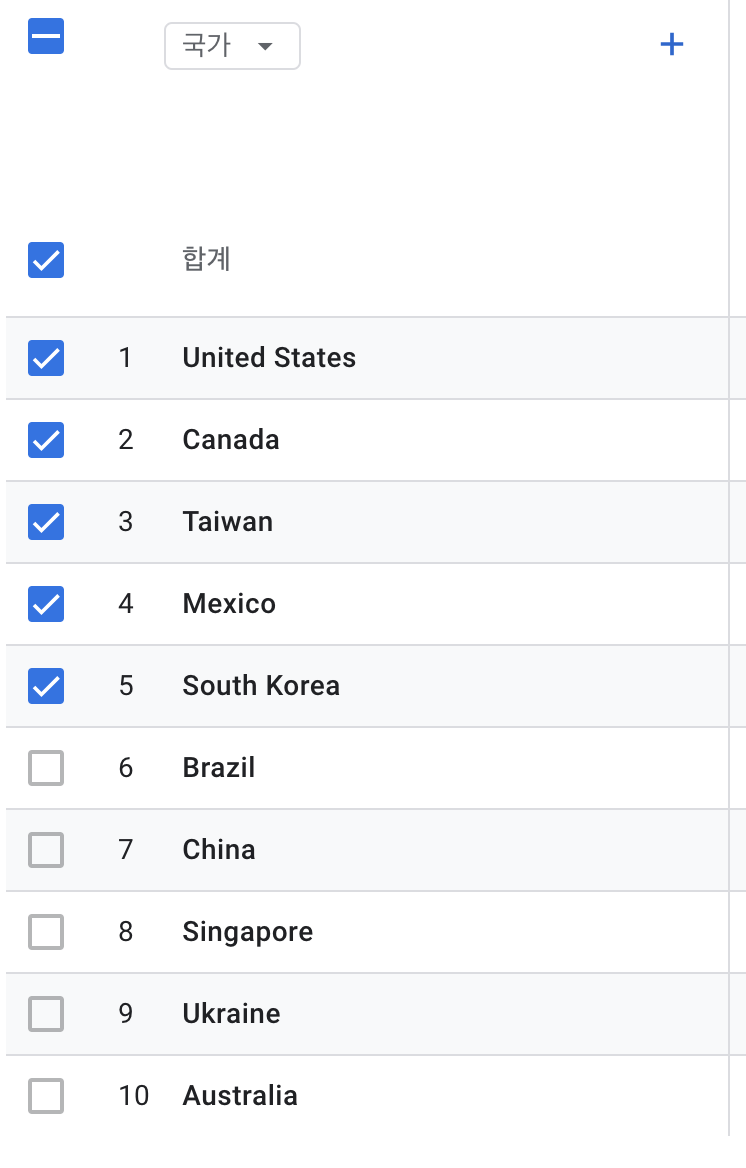 국가
합계
1 United States
2 Canada
3 Taiwan
4 Mexico
5 South Korea
6 Brazil
7 China
8 Singapore
9 Ukraine
10 Australia